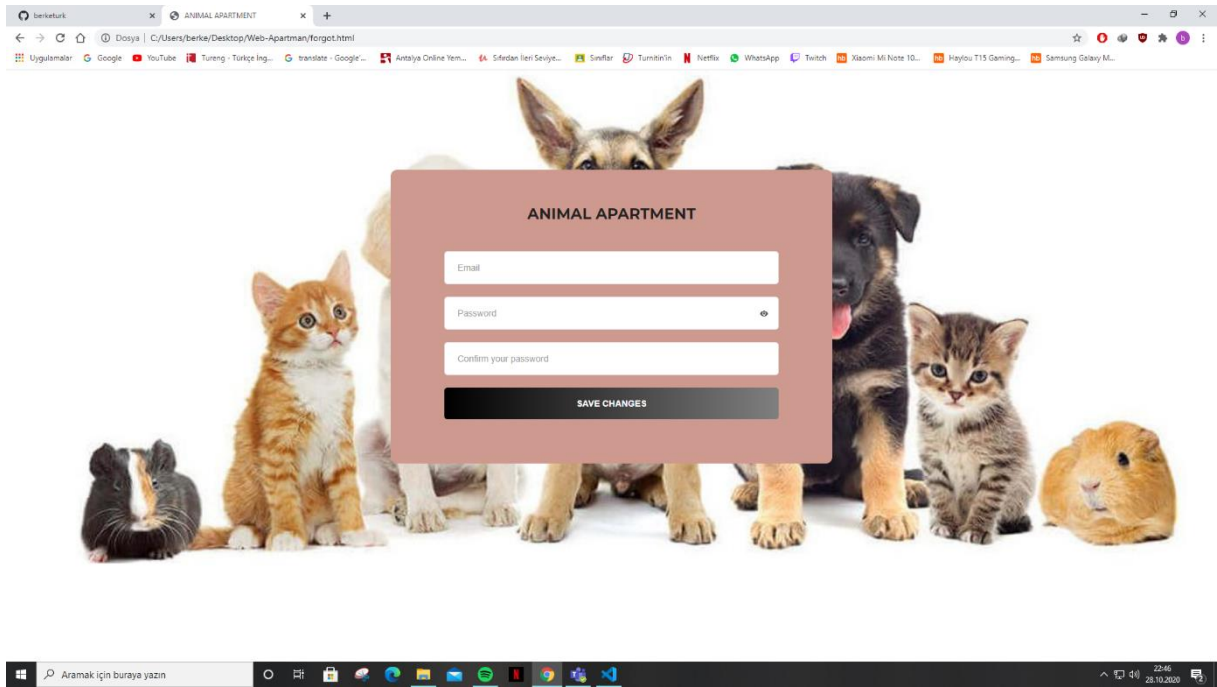 berketurk
ANIMAL APARTMENT
Dosya | C:/Users/berke/Desktop/Web-Apartman/forgot.html
b
Uygulamalar Google YouTube Tureng - Türkçe İng... translate - Google'... Antalya Online Yem... Sıfırdan İleri Seviye... Sınıflar Turnitin'in Netflix WhatsApp Twitch hb Xiaomi Mi Note 10... hb Haylou T15 Gaming... hb Samsung Galaxy M...
ANIMAL APARTMENT
Email
Password
Confirm your password
SAVE CHANGES
Aramak için buraya yazın
22:46
28.10.2020